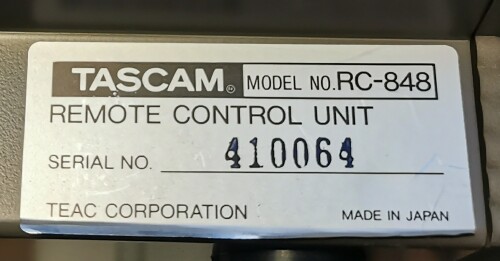 TASCAM® MODEL NO. RC-848
REMOTE CONTROL UNIT
SERIAL NO. 410064
TEAC CORPORATION MADE IN JAPAN